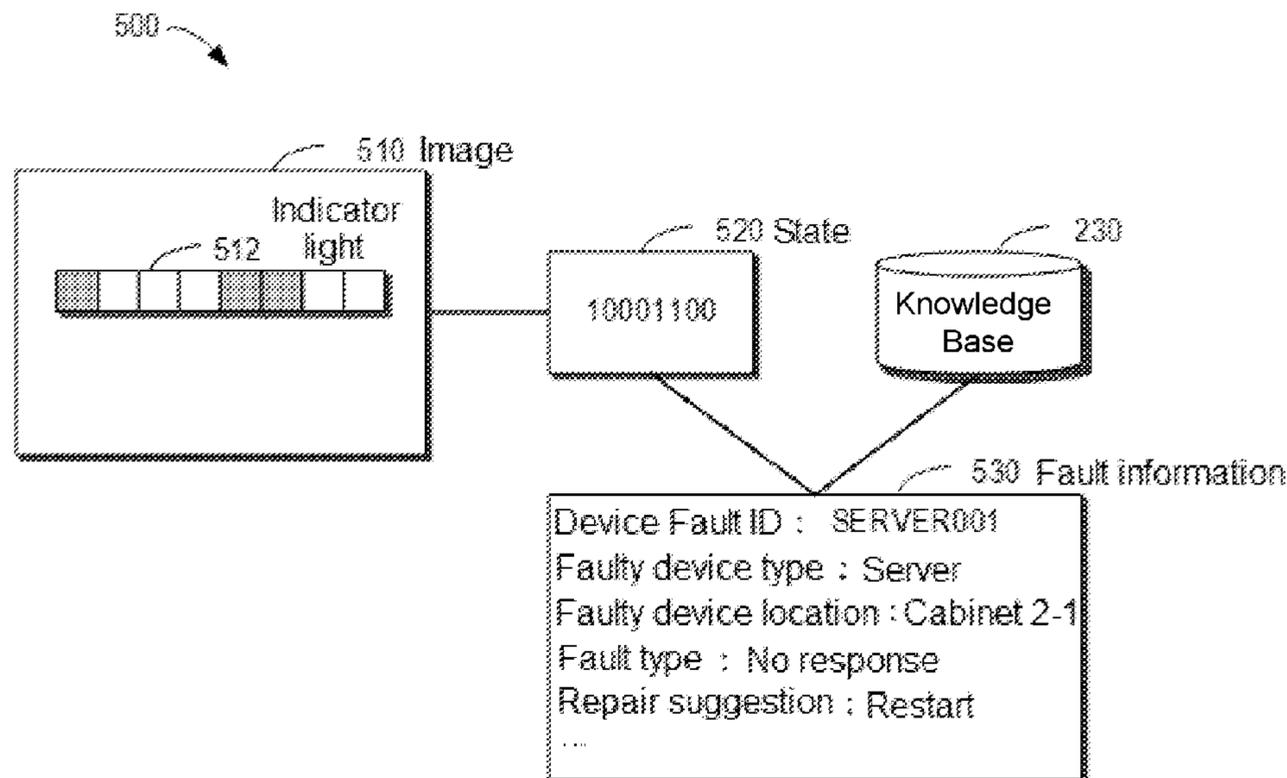 500
510 Image
Indicator
light
512
520 State
10001100
230
Knowledge
Base
530 Fault information
Device Fault ID : SERVER001
Faulty device type : Server
Faulty device location : Cabinet 2-1
Fault type : No response
Repair suggestion : Restart
...